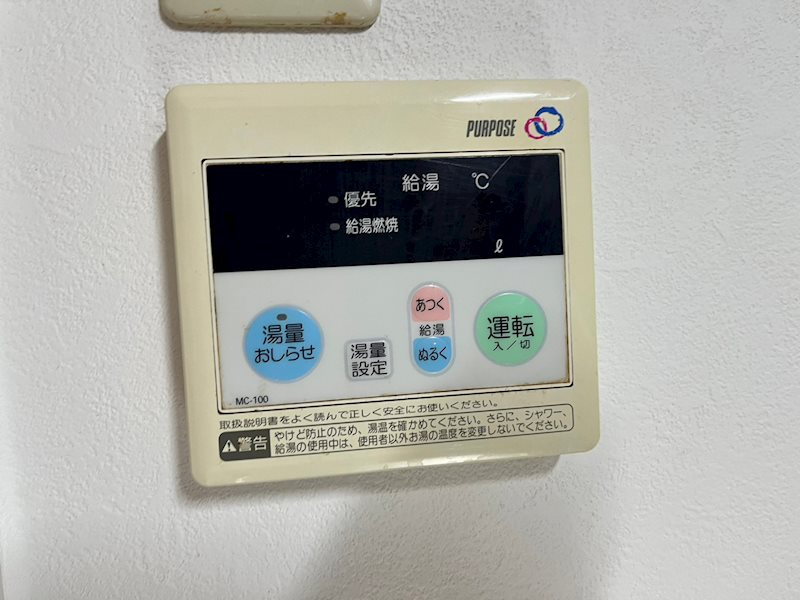 PURPOSE
給湯 ℃
優先
給湯燃焼
ℓ
湯量
おしらせ
湯量
設定
あつく
給湯
ぬるく
運転
入／切
MC-100
取扱説明書をよく読んで正しく安全にお使いください。
警告
やけど防止のため、湯温を確かめてください。さらに、シャワー、
給湯の使用中は、使用者以外お湯の温度を変更しないでください。